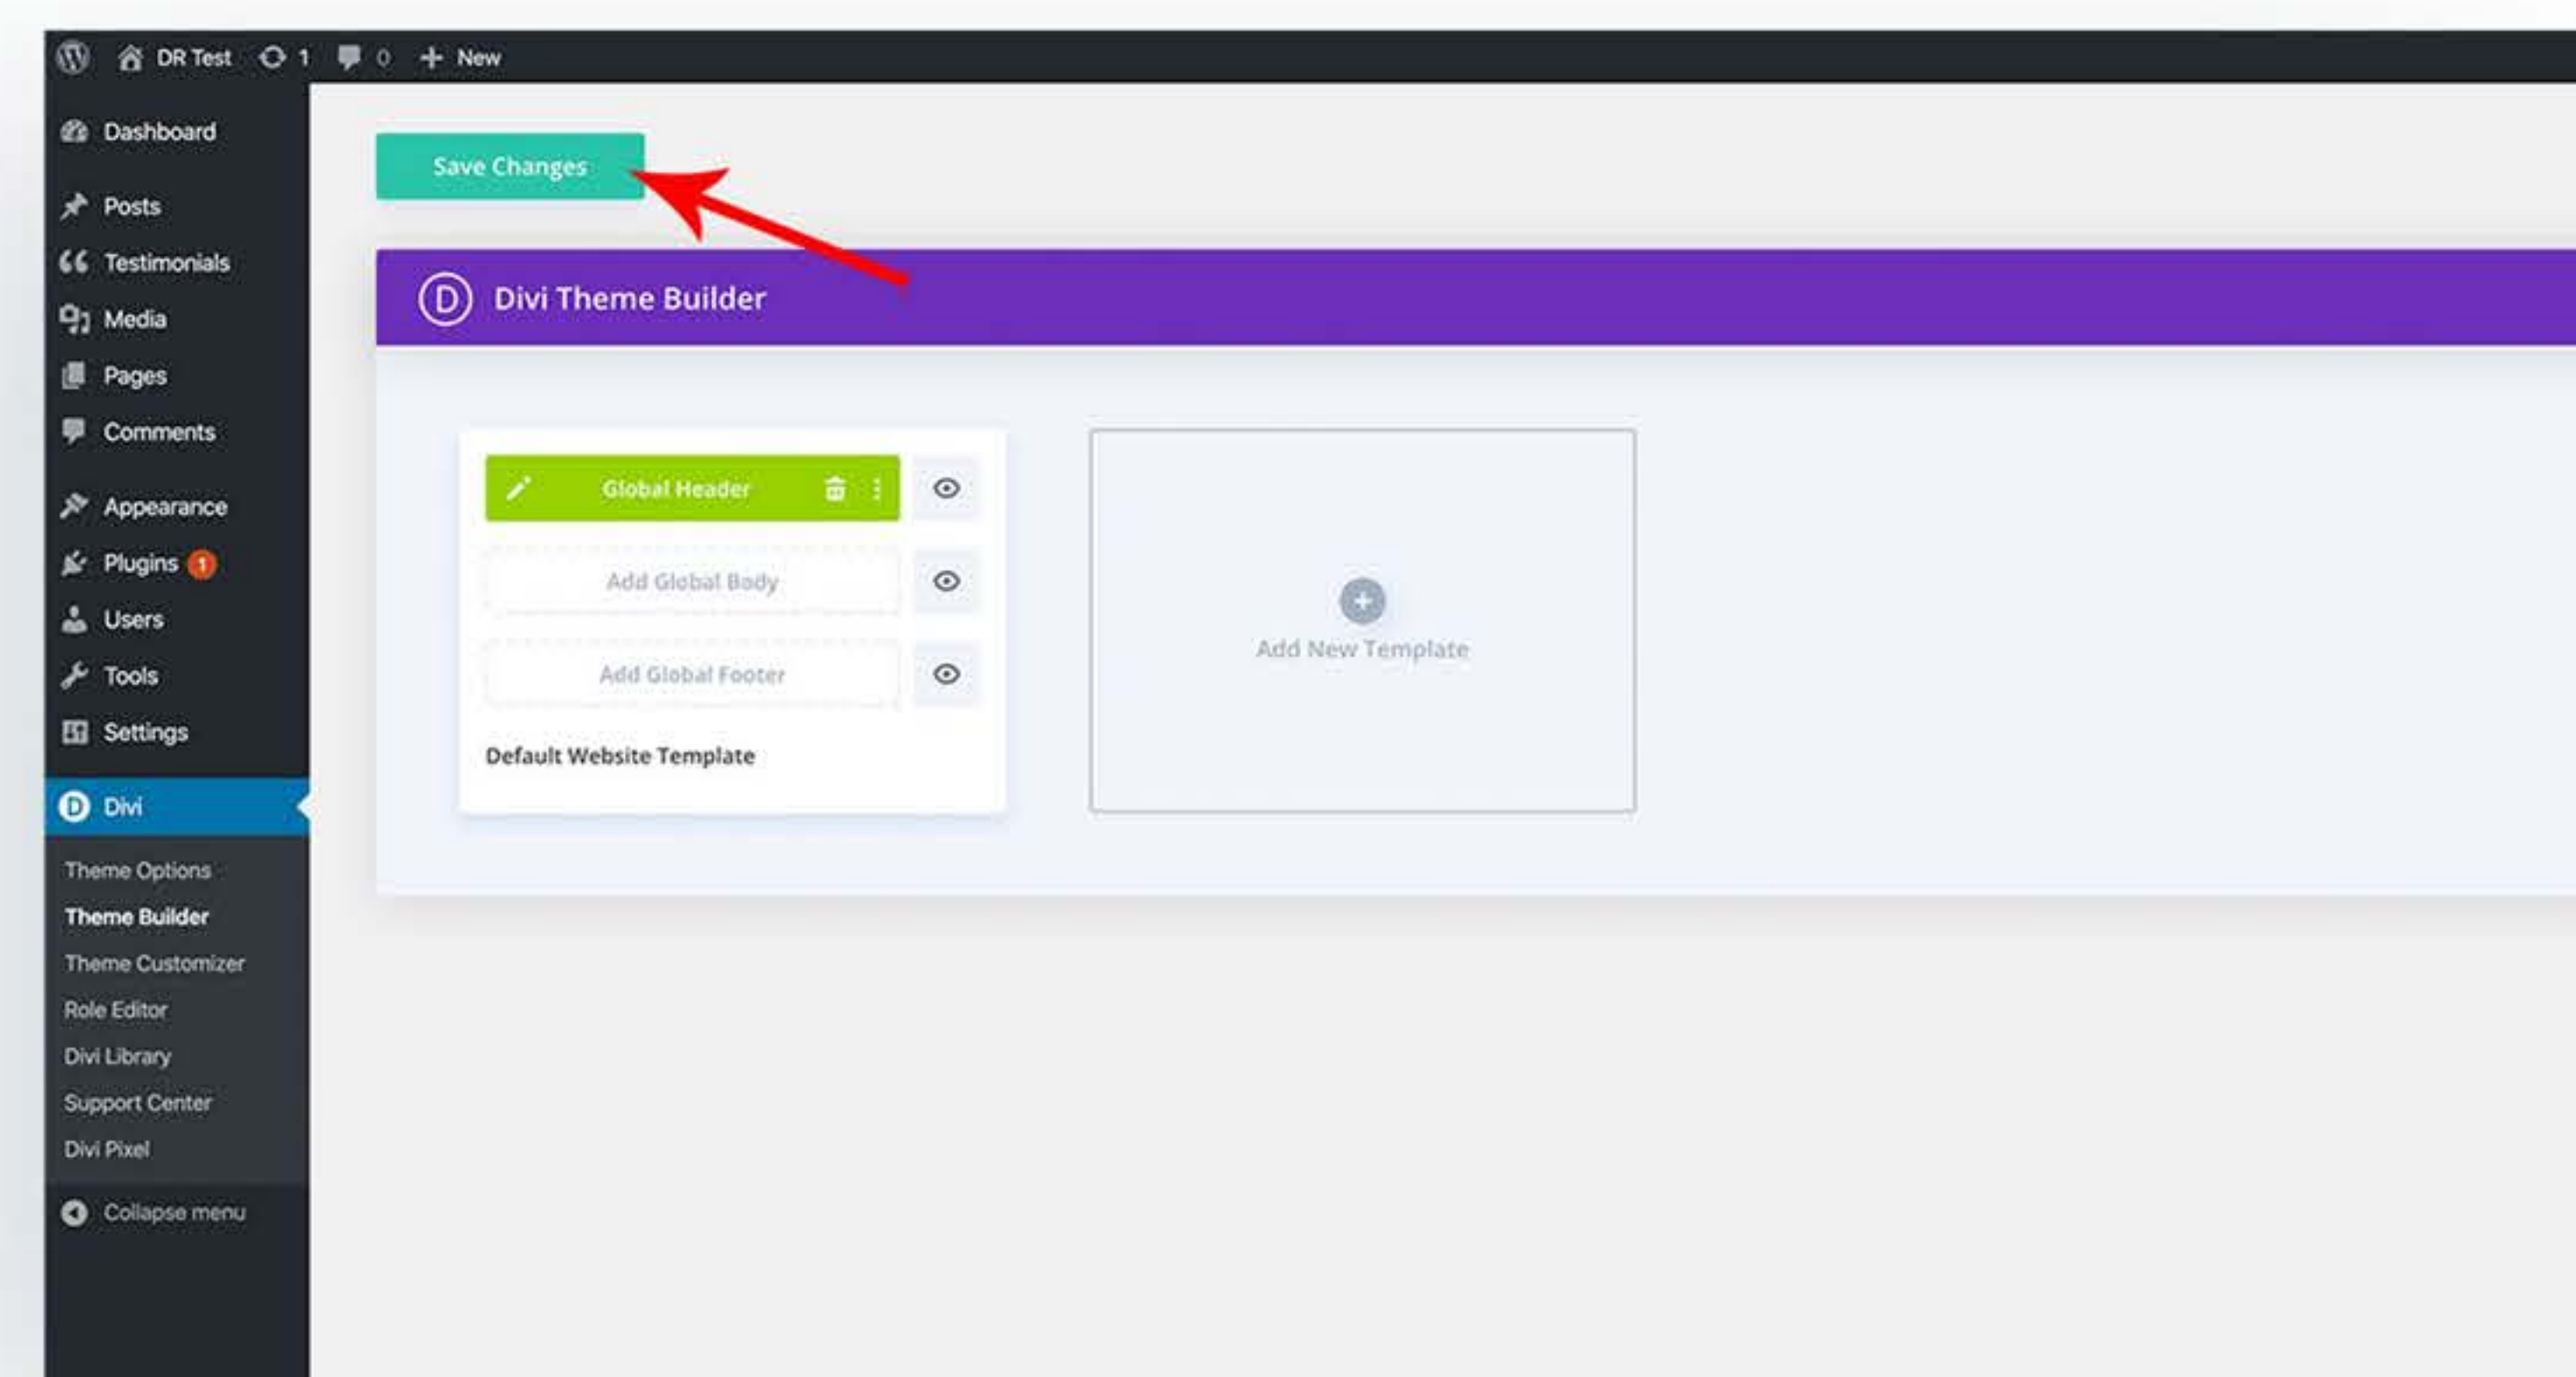 DR Test 1 0 + New
Dashboard
Posts
Testimonials
Media
Pages
Comments
Appearance
Plugins 1
Users
Tools
Settings
D Divi
Theme Options
Theme Builder
Theme Customizer
Role Editor
Divi Library
Support Center
Divi Pixel
Collapse menu
Save Changes
D Divi Theme Builder
Global Header
Add Global Body
Add Global Footer
Default Website Template
Add New Template